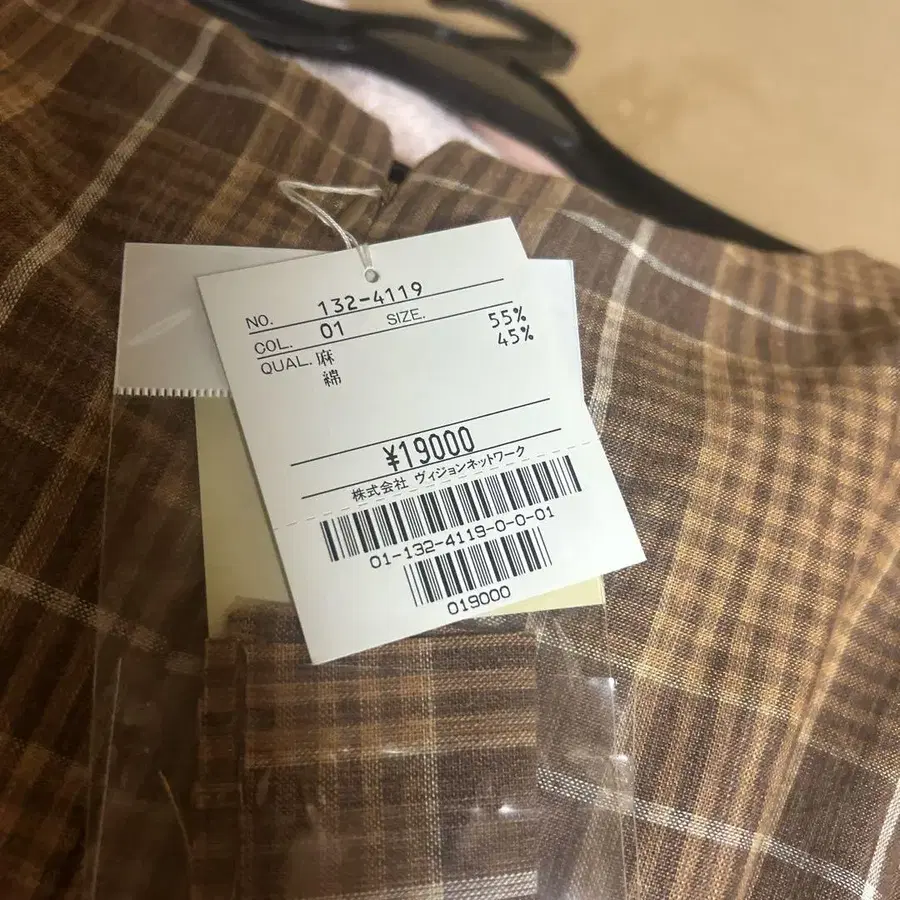 NO. 132-4119
COL. 01 SIZE.
QUAL. 麻 55%
綿 45%
¥19000
株式会社 ヴィジョンネットワーク
01-132-4119-0-0-01
019000